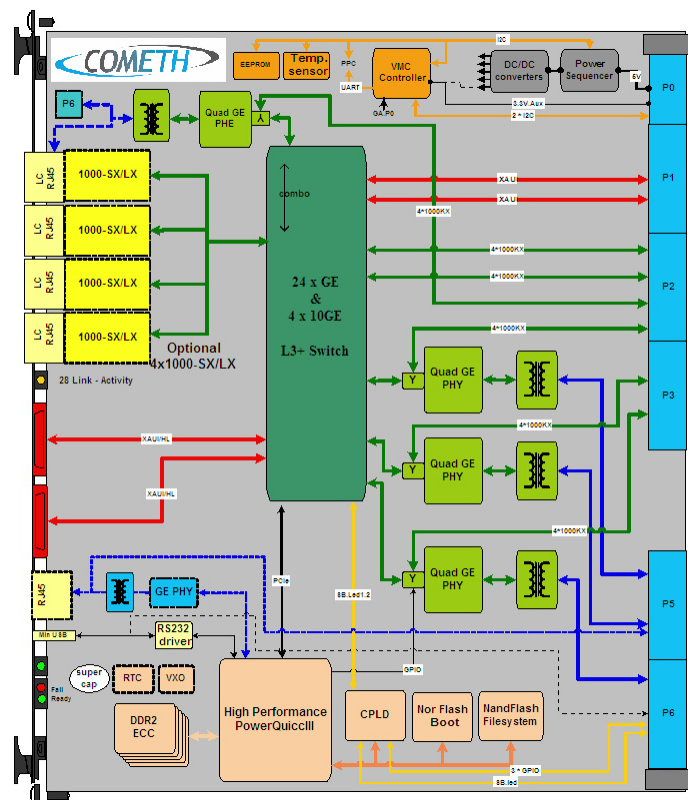 COMETH
EEPROM
Temp.
sensor
PPC
UART
VMC
Controller
GA,P0
I2C
DC/DC
converters
Power
Sequencer
5V
3.3V.Aux
2 * I2C
P0
P6
Quad GE
PHE
Y
LC
RJ45
1000-SX/LX
LC
RJ45
1000-SX/LX
LC
RJ45
1000-SX/LX
LC
RJ45
1000-SX/LX
Optional
4x1000-SX/LX
28 Link - Activity
combo
24 x GE
&
4 x 10GE
L3+ Switch
XAUI
XAUI
4*1000KX
4*1000KX
4*1000KX
4*1000KX
P1
P2
P3
Y
Quad GE
PHY
4*1000KX
Y
Quad GE
PHY
4*1000KX
Y
Quad GE
PHY
XAUI/HL
XAUI/HL
PCIe
SB.Led1.2
GPIO
P5
P6
RJ45
GE PHY
Min USB
RS232
driver
Fail
Ready
super
cap
RTC
VXO
DDR2
ECC
High Performance
PowerQuiccIII
CPLD
Nor Flash
Boot
NandFlash
Filesystem
3 * GPIO
SB.led